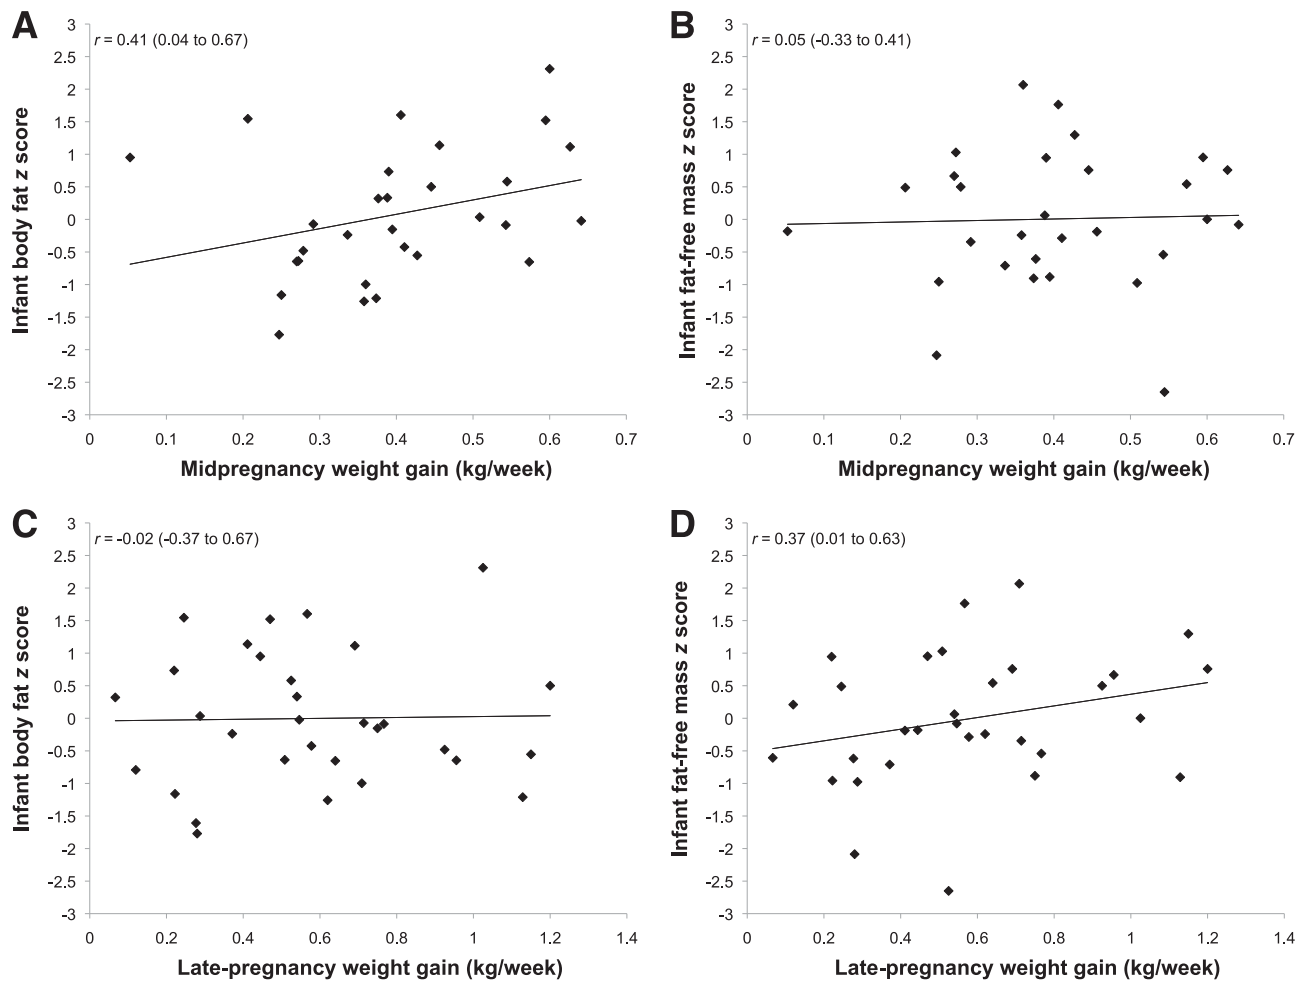 A
r = 0.41 (0.04 to 0.67)
3
2.5
2
1.5
1
0.5
0
-0.5
-1
-1.5
-2
-2.5
-3
Infant body fat z score
0 0.1 0.2 0.3 0.4 0.5 0.6 0.7
Midpregnancy weight gain (kg/week)
B
r = 0.05 (-0.33 to 0.41)
3
2.5
2
1.5
1
0.5
0
-0.5
-1
-1.5
-2
-2.5
-3
Infant fat-free mass z score
0 0.1 0.2 0.3 0.4 0.5 0.6 0.7
Midpregnancy weight gain (kg/week)
C
r = -0.02 (-0.37 to 0.67)
3
2.5
2
1.5
1
0.5
0
-0.5
-1
-1.5
-2
-2.5
-3
Infant body fat z score
0 0.2 0.4 0.6 0.8 1 1.2 1.4
Late-pregnancy weight gain (kg/week)
D
r = 0.37 (0.01 to 0.63)
3
2.5
2
1.5
1
0.5
0
-0.5
-1
-1.5
-2
-2.5
-3
Infant fat-free mass z score
0 0.2 0.4 0.6 0.8 1 1.2 1.4
Late-pregnancy weight gain (kg/week)